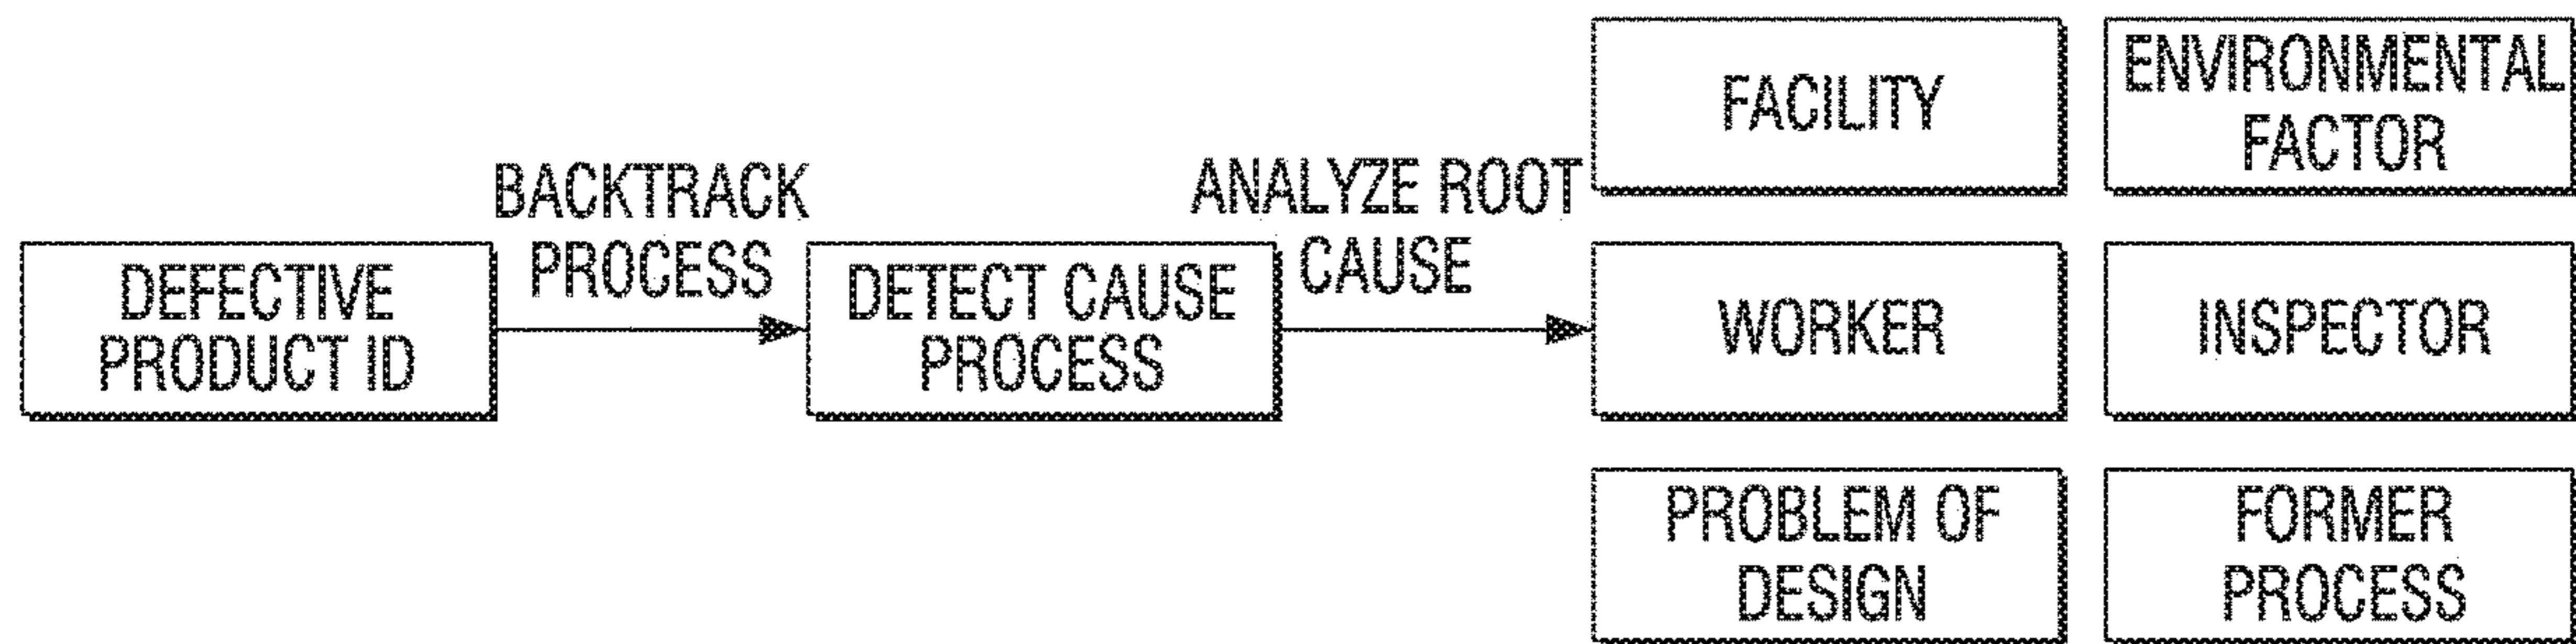 DEFECTIVE
PRODUCT ID
BACKTRACK
PROCESS
DETECT CAUSE
PROCESS
ANALYZE ROOT
CAUSE
FACILITY
ENVIRONMENTAL
FACTOR
WORKER
INSPECTOR
PROBLEM OF
DESIGN
FORMER
PROCESS